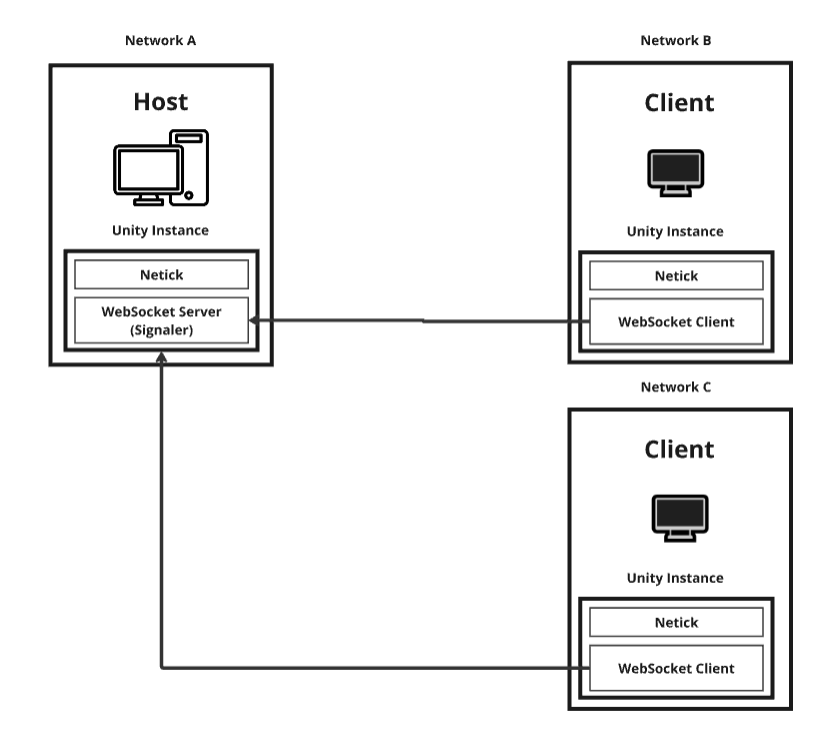 Network A
Host
Unity Instance
Netick
WebSocket Server
(Signaler)
Network B
Client
Unity Instance
Netick
WebSocket Client
Network C
Client
Unity Instance
Netick
WebSocket Client